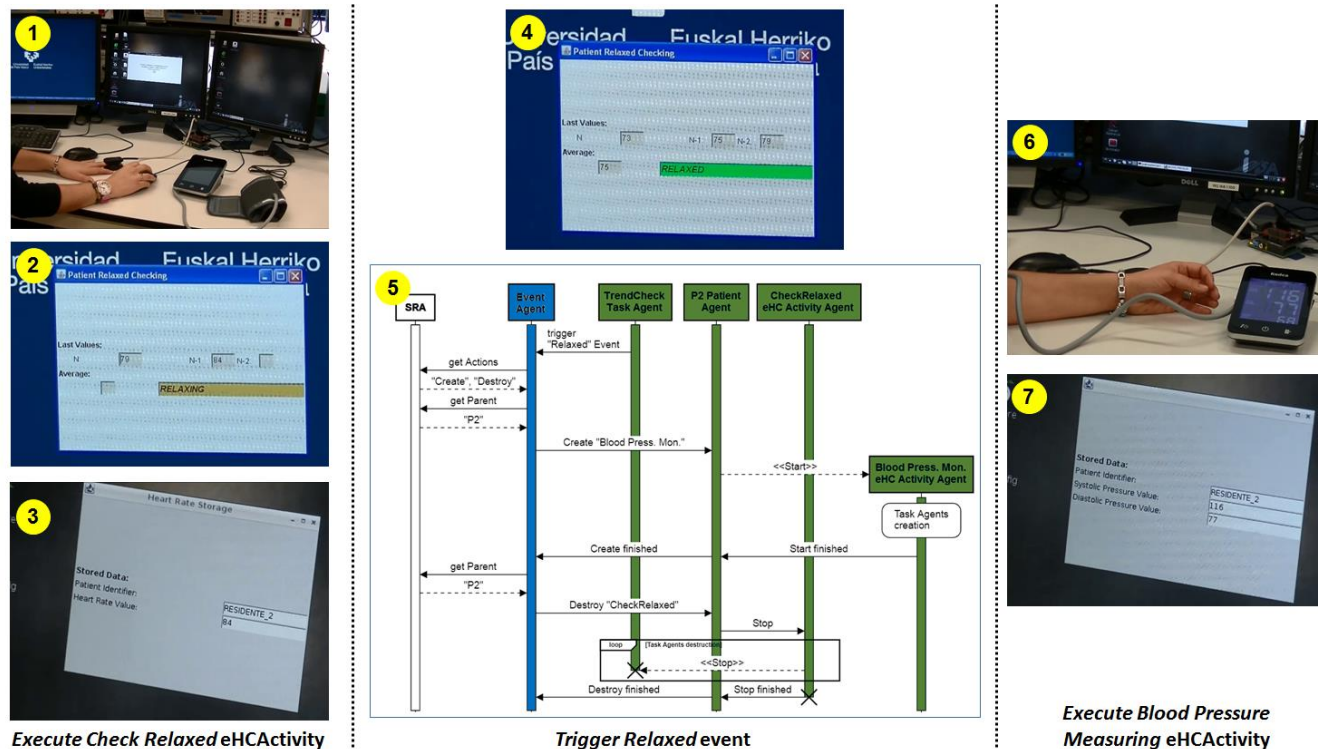 1
2
Universidad Euskal Herriko
Patient Relaxed Checking
Last Values:
N 79 N-1 84 N-2
Average:
RELAXING
3
Heart Rate Storage
Stored Data:
Patient Identifier:
RESIDENTE_2
Heart Rate Value:
84
Execute Check Relaxed eHCActivity
4
Euskal Herriko
País
Patient Relaxed Checking
Last Values:
N 73 N-1 75 N-2 79
Average:
75 RELAXED
5
SRA
Event
Agent
TrendCheck
Task Agent
P2 Patient
Agent
CheckRelaxed
eHC Activity Agent
trigger
"Relaxed" Event
get Actions
"Create", "Destroy"
get Parent
"P2"
Create "Blood Press. Mon."
<<Start>>
Blood Press. Mon.
eHC Activity Agent
Task Agents
creation
Create finished
Start finished
get Parent
"P2"
Destroy "CheckRelaxed"
Stop
loop [Task Agents destruction]
<<Stop>>
Destroy finished
Stop finished
Trigger Relaxed event
6
DELL
116
77
68
7
Stored Data:
Patient Identifier:
RESIDENTE_2
Systolic Pressure Value:
116
Diastolic Pressure Value:
77
Execute Blood Pressure
Measuring eHCActivity